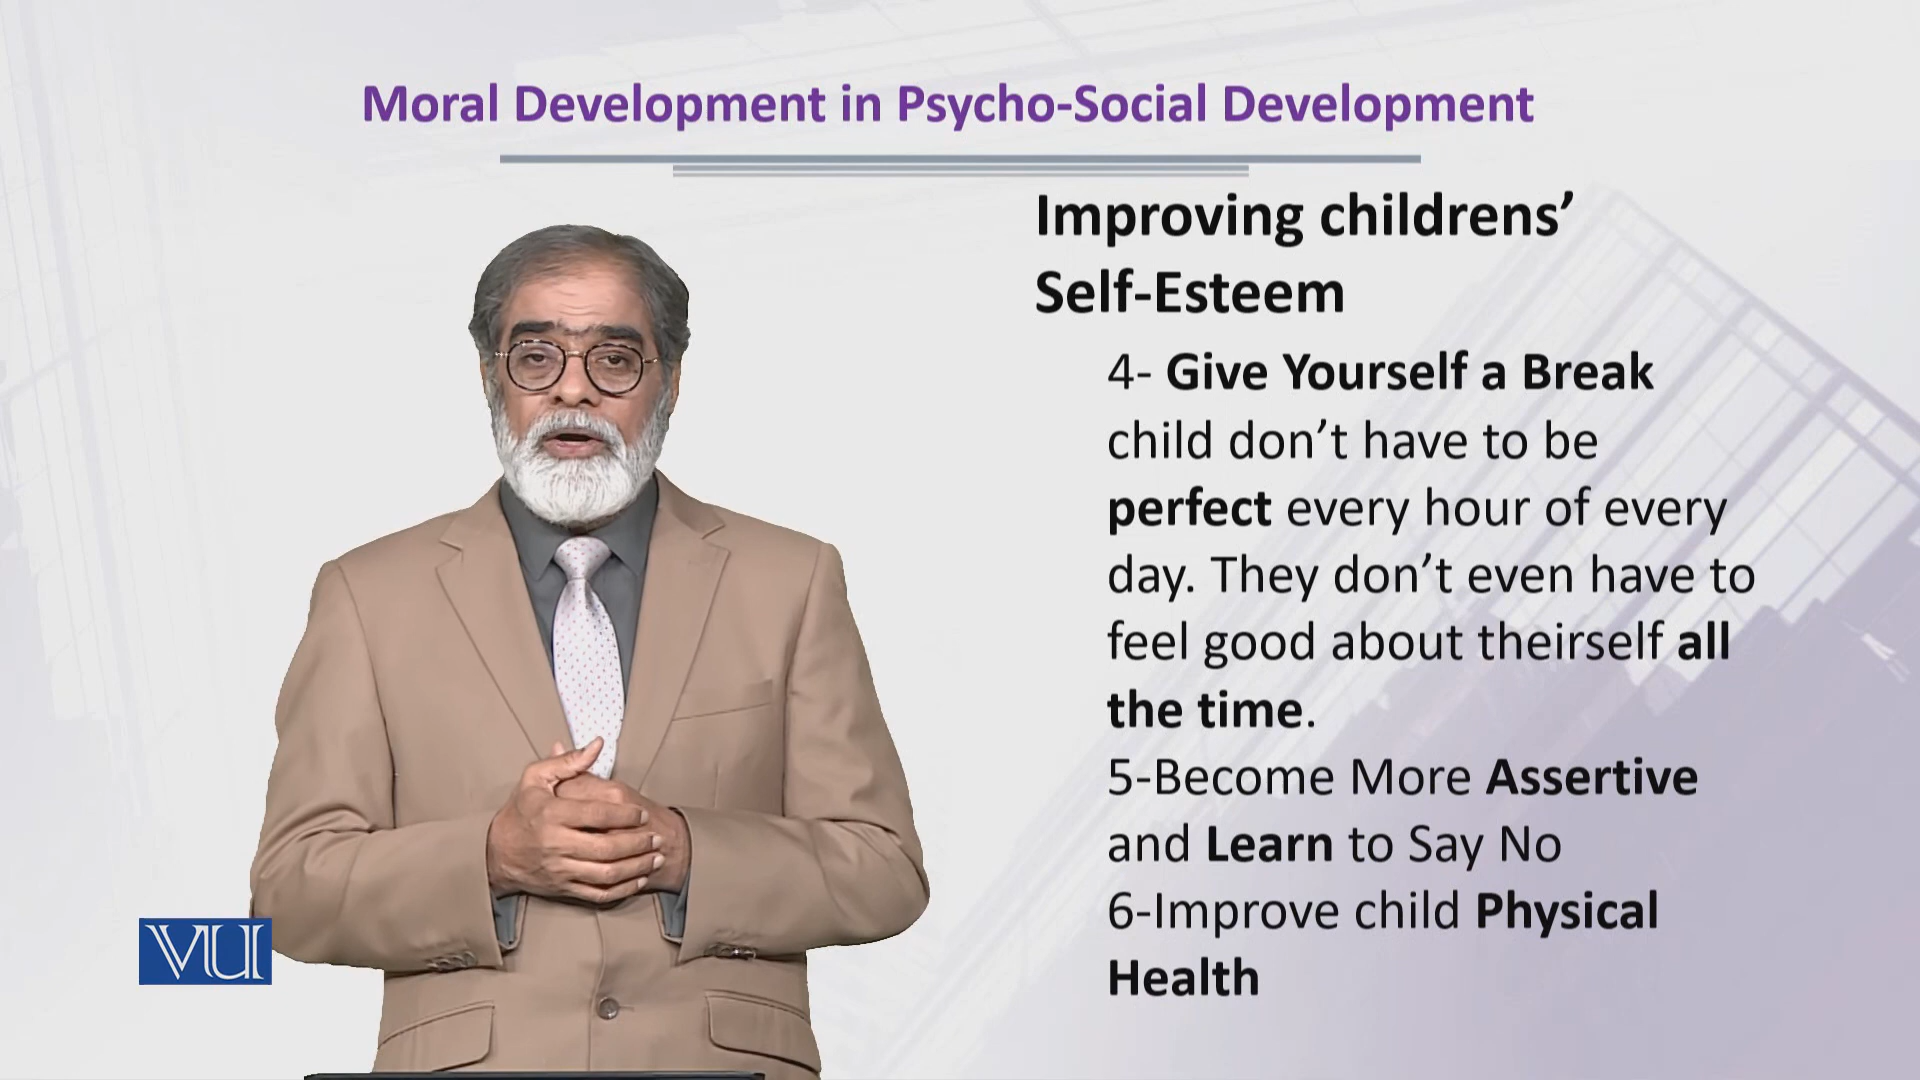 Moral Development in Psycho-Social Development
Improving childrens’
Self-Esteem
4- Give Yourself a Break
child don’t have to be
perfect every hour of every
day. They don’t even have to
feel good about theirself all
the time.
5-Become More Assertive
and Learn to Say No
6-Improve child Physical
Health
VU